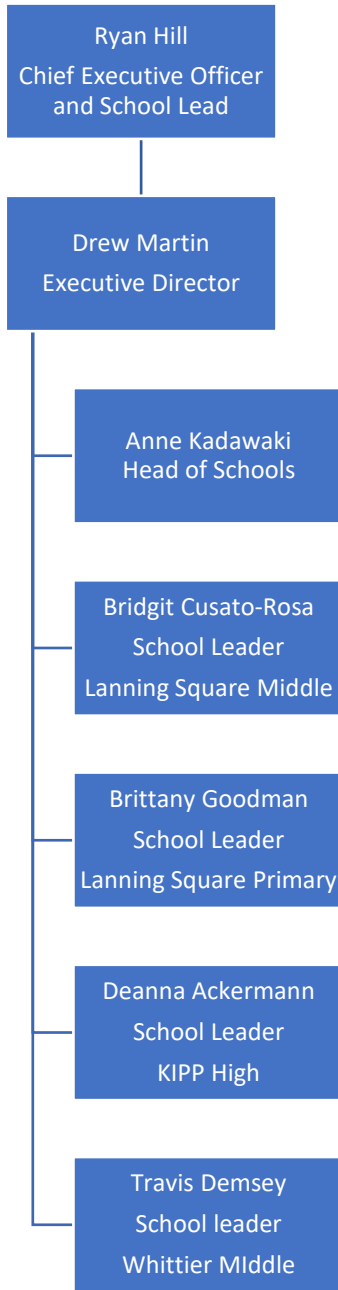 Ryan Hill
Chief Executive Officer
and School Lead
Drew Martin
Executive Director
Anne Kadawaki
Head of Schools
Bridgit Cusato-Rosa
School Leader
Lanning Square Middle
Brittany Goodman
School Leader
Lanning Square Primary
Deanna Ackermann
School Leader
KIPP High
Travis Demsey
School leader
Whittier MIddle